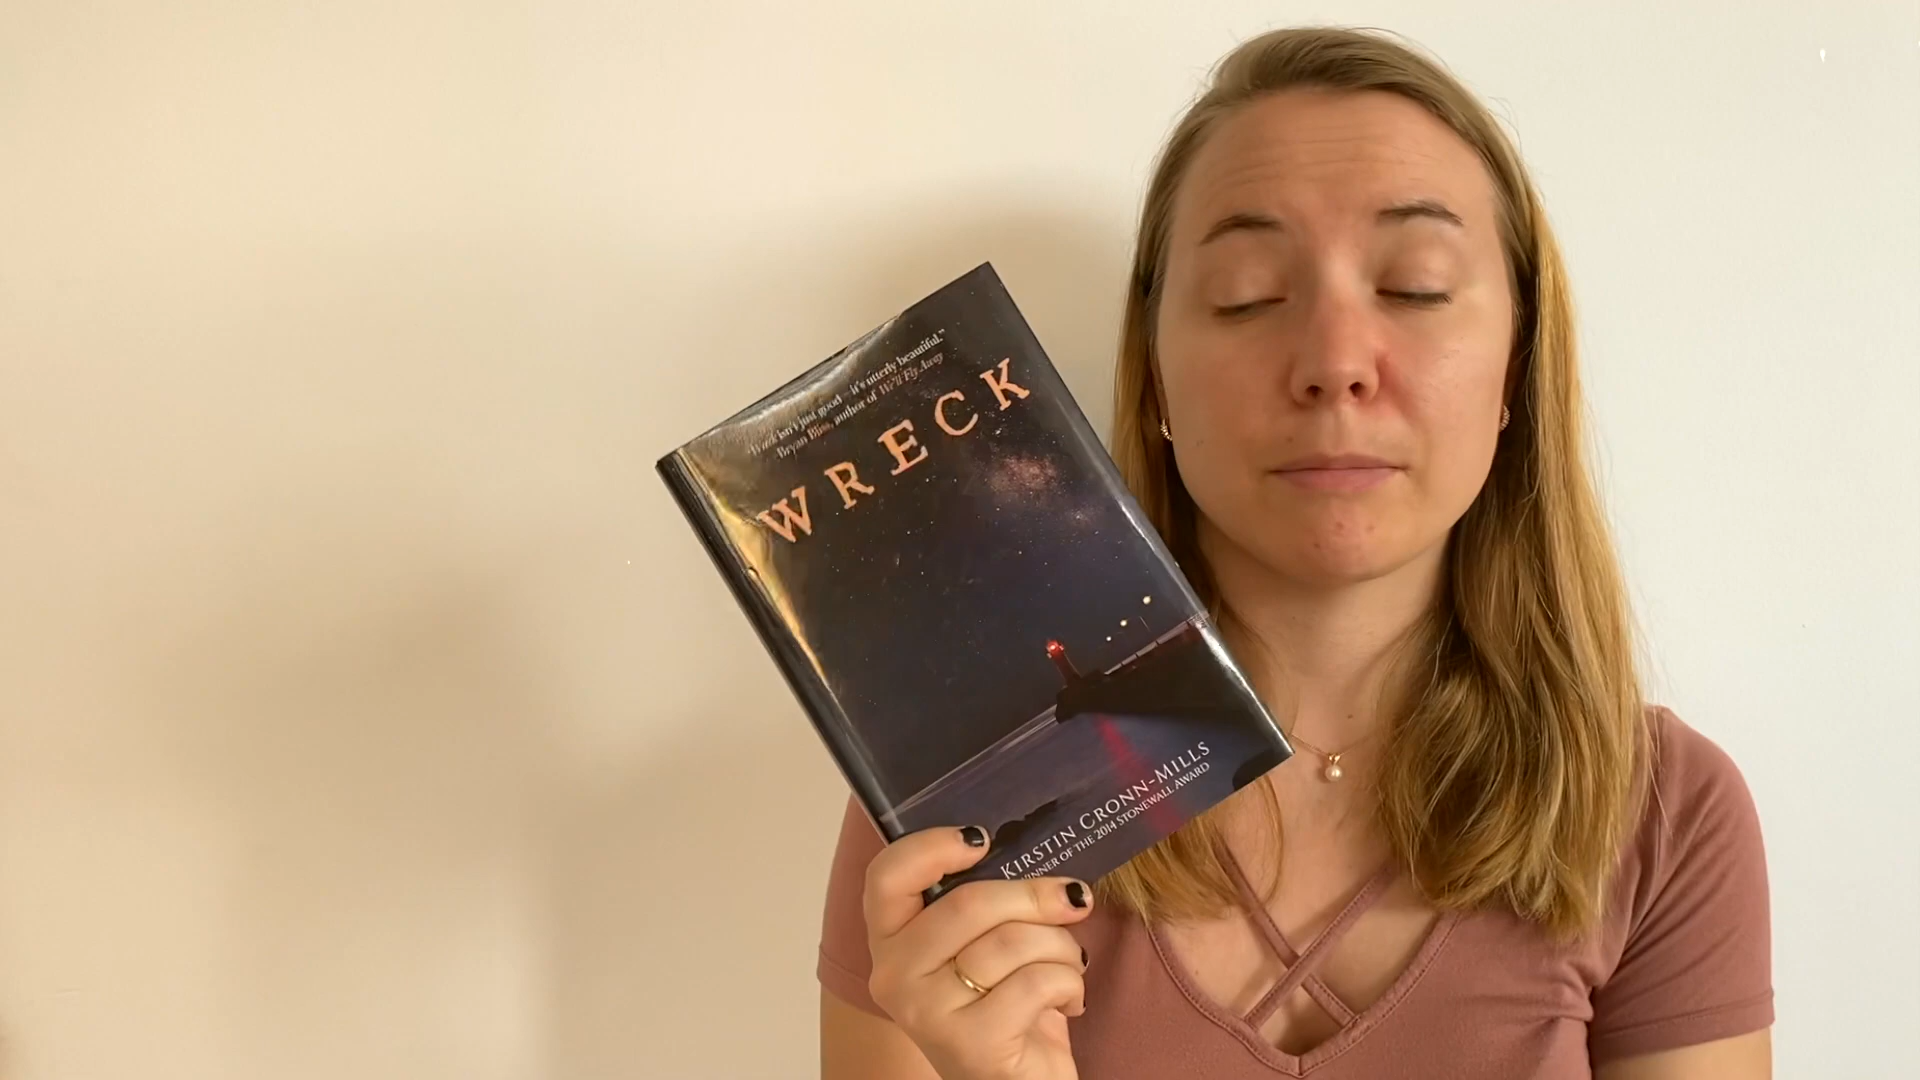 "Wreck isn't just good—it's utterly beautiful."
Bryan Bliss, author of We'll Fly Away
WRECK
KIRSTIN CRONN-MILLS
WINNER OF THE 2014 STONEWALL AWARD